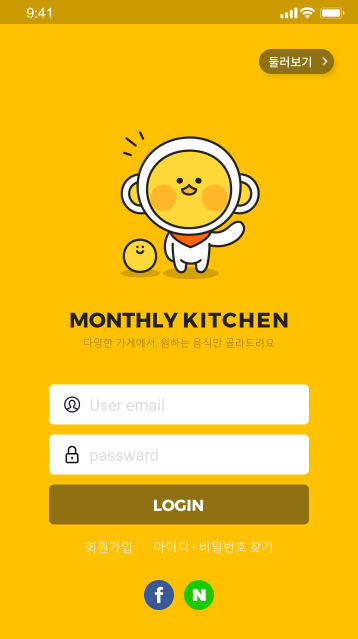 9:41
둘러보기
MONTHLY KITCHEN
다양한 가게에서, 원하는 음식만 골라드려요.
User email
passward
LOGIN
회원가입 | 아이디 · 비밀번호 찾기
f N